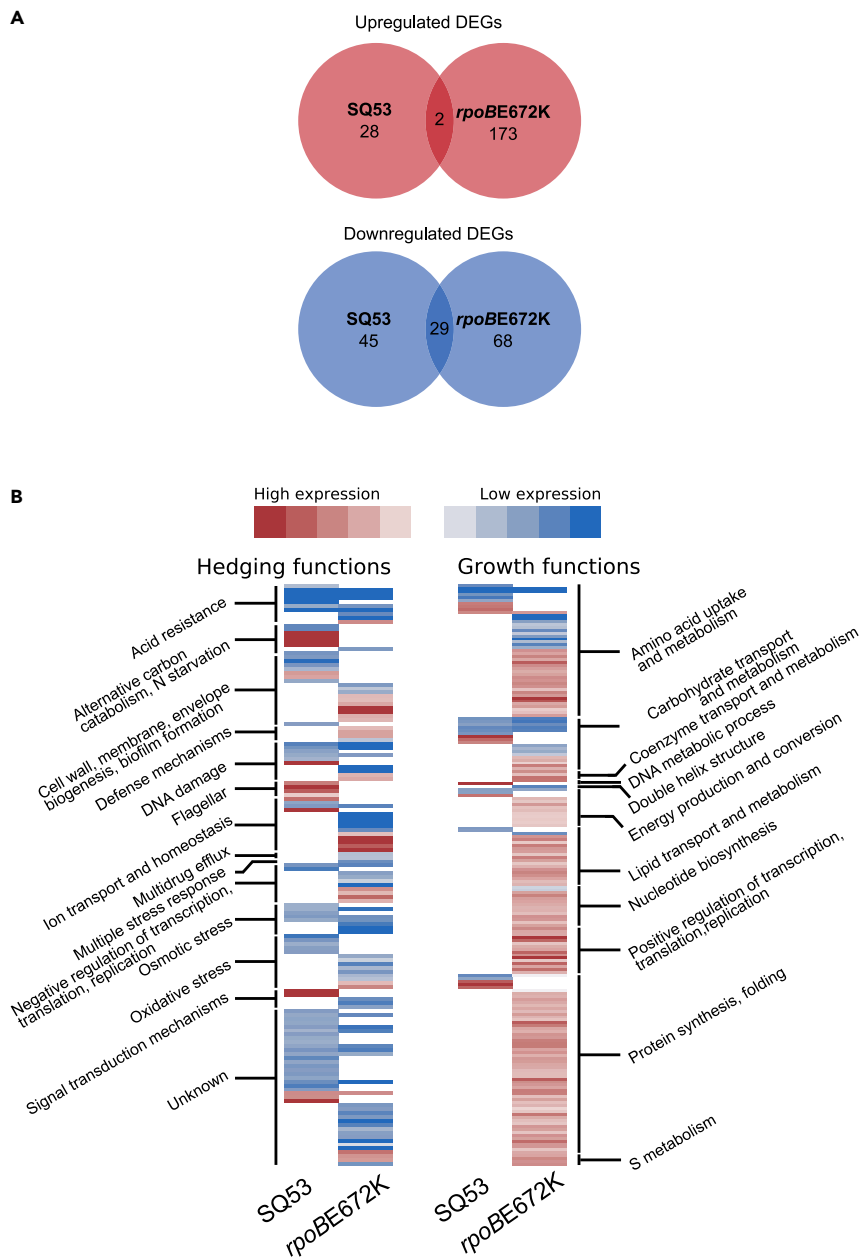 A
Upregulated DEGs
SQ53
28
2
rpoBE672K
173
Downregulated DEGs
SQ53
45
29
rpoBE672K
68
B
High expression
Low expression
Hedging functions
Growth functions
Acid resistance
Alternative carbon
catabolism, N starvation
Cell wall, membrane, envelope
biogenesis, biofilm formation
Defense mechanisms
DNA damage
Flagellar
Ion transport and homeostasis
Multidrug efflux
Multiple stress response
Negative regulation of transcription,
translation, replication
Osmotic stress
Oxidative stress
Signal transduction mechanisms
Unknown
Amino acid uptake
and metabolism
Carbohydrate transport
and metabolism
Coenzyme transport and metabolism
DNA metabolic process
Double helix structure
Energy production and conversion
Lipid transport and metabolism
Nucleotide biosynthesis
Positive regulation of transcription,
translation,replication
Protein synthesis, folding
S metabolism
SQ53
rpoBE672K
SQ53
rpoBE672K